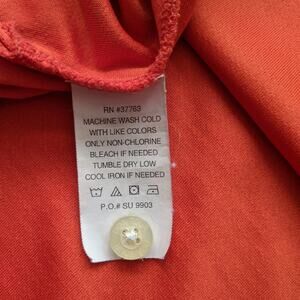 RN #37763
MACHINE WASH COLD
WITH LIKE COLORS
ONLY NON-CHLORINE
BLEACH IF NEEDED
TUMBLE DRY LOW
COOL IRON IF NEEDED
P.O.# SU 9903